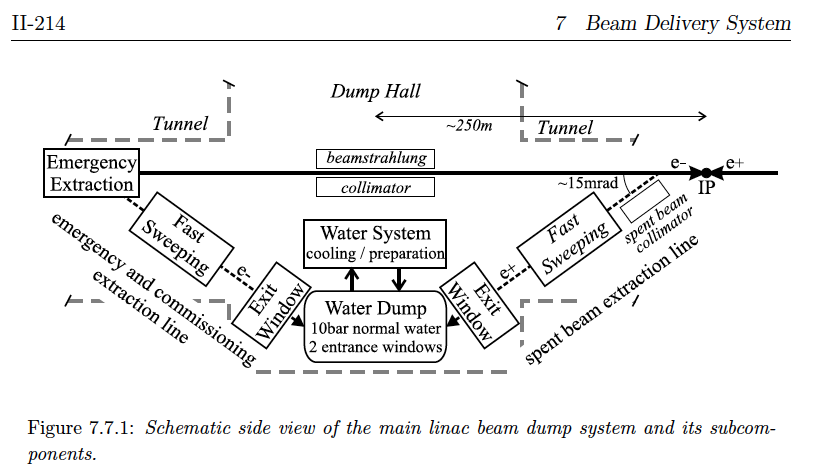 II-214
7 Beam Delivery System
Dump Hall
~250m
Tunnel
Tunnel
Emergency
Extraction
beamstrahlung
collimator
e-
e+
IP
~15mrad
spent beam
collimator
Fast
Sweeping
Fast
Sweeping
Water System
cooling / preparation
emergency and commissioning
extraction line
e-
e+
Exit
Window
Exit
Window
Water Dump
10bar normal water
2 entrance windows
spent beam extraction line
Figure 7.7.1: Schematic side view of the main linac beam dump system and its subcom-
ponents.